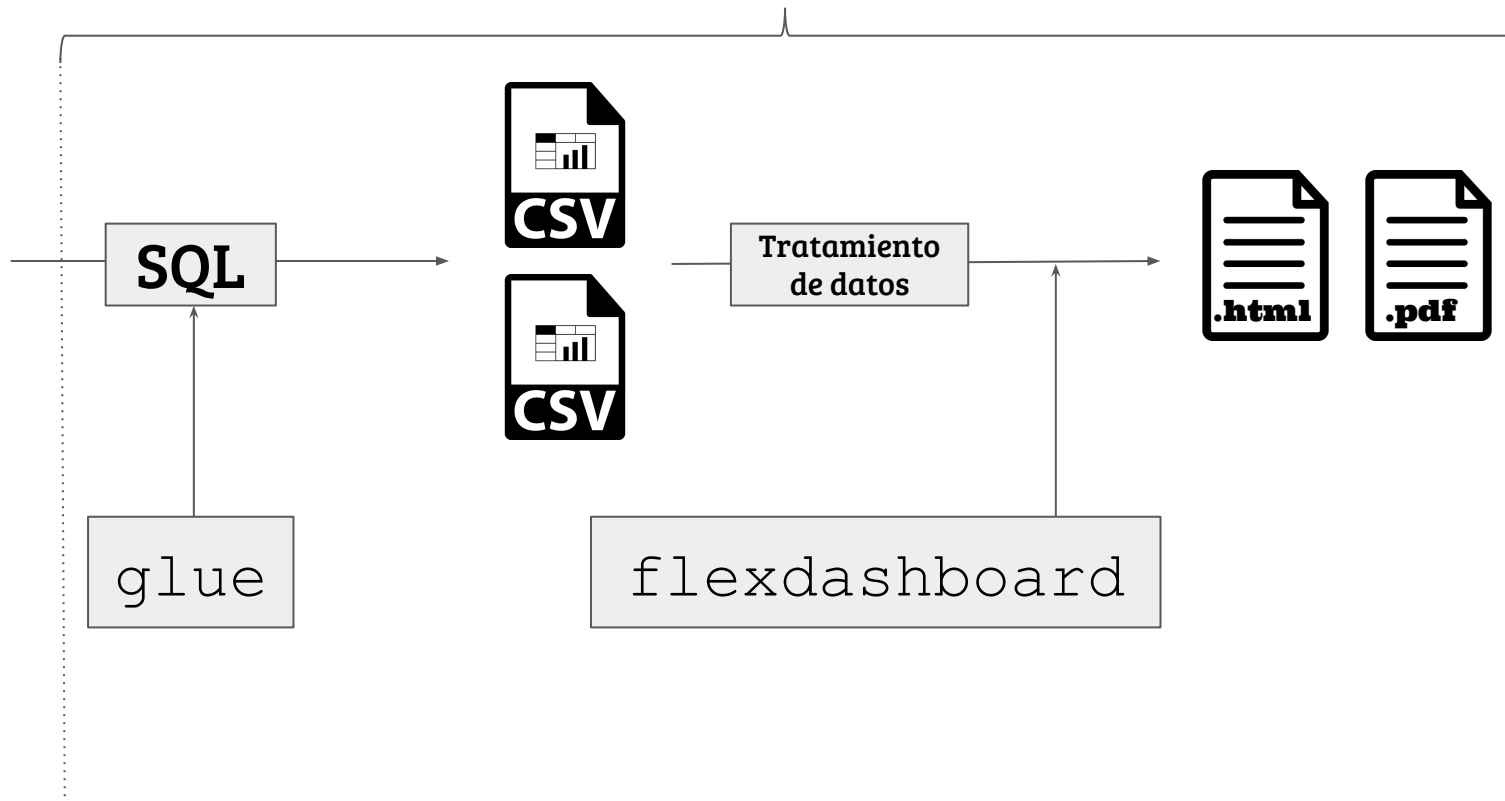 CSV
SQL
Tratamiento
de datos
.html
.pdf
CSV
glue
flexdashboard